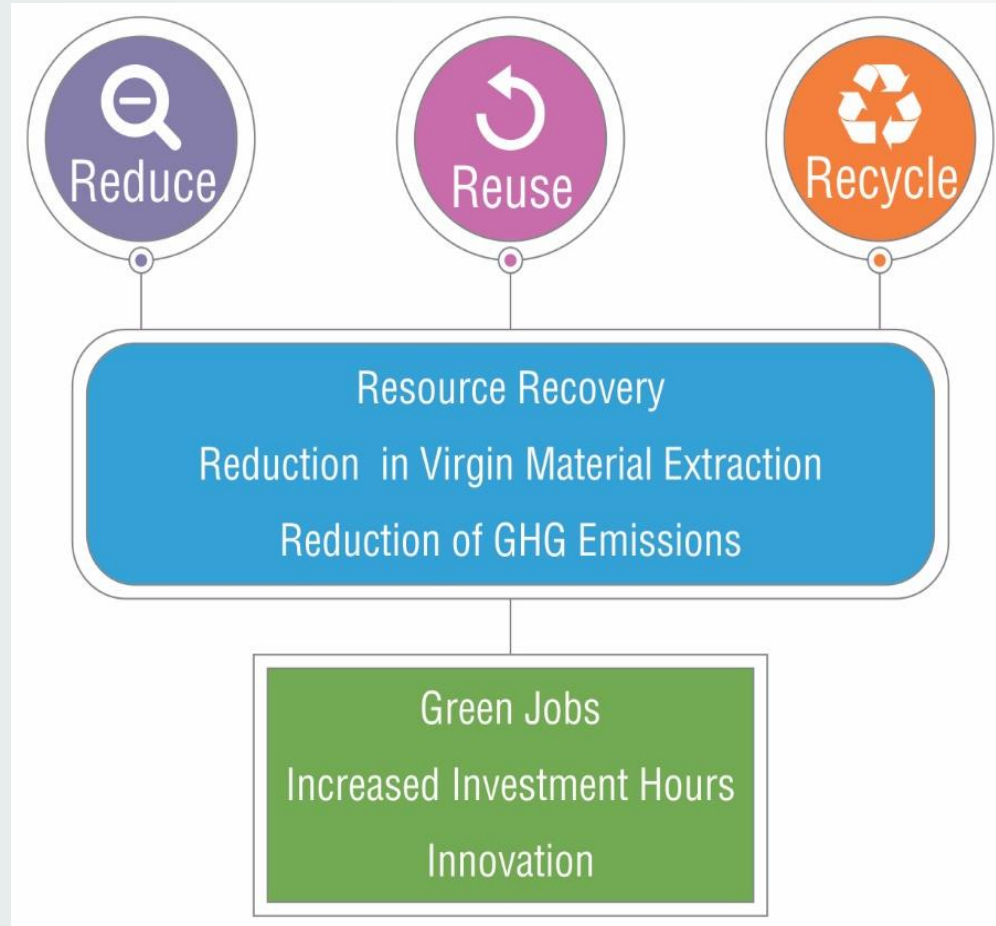 Reduce
Reuse
Recycle
Resource Recovery
Reduction in Virgin Material Extraction
Reduction of GHG Emissions
Green Jobs
Increased Investment Hours
Innovation